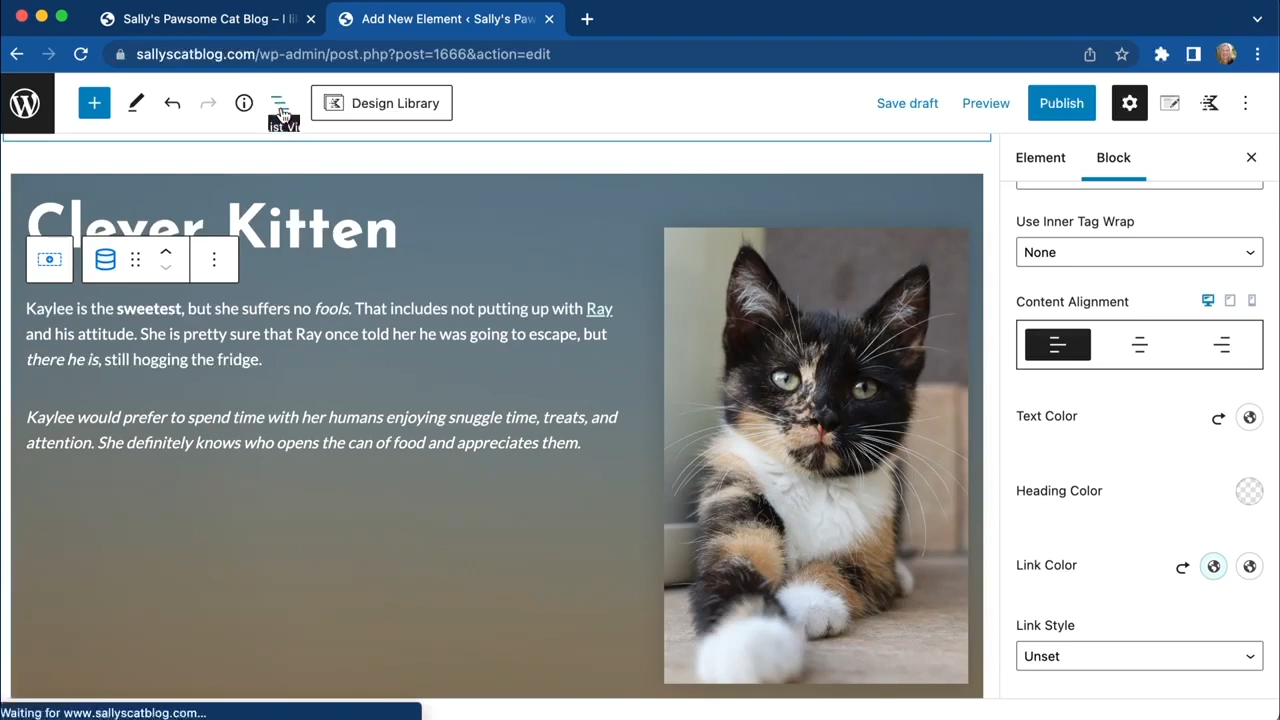 Sally's Pawsome Cat Blog – I li
Add New Element ‹ Sally's Paw
sallyscatblog.com/wp-admin/post.php?post=1666&action=edit
Design Library
Save draft
Preview
Publish
Element
Block
Clever Kitten
Kaylee is the sweetest, but she suffers no fools. That includes not putting up with Ray
and his attitude. She is pretty sure that Ray once told her he was going to escape, but
there he is, still hogging the fridge.
Kaylee would prefer to spend time with her humans enjoying snuggle time, treats, and
attention. She definitely knows who opens the can of food and appreciates them.
Use Inner Tag Wrap
None
Content Alignment
Text Color
Heading Color
Link Color
Link Style
Unset
Waiting for www.sallyscatblog.com...